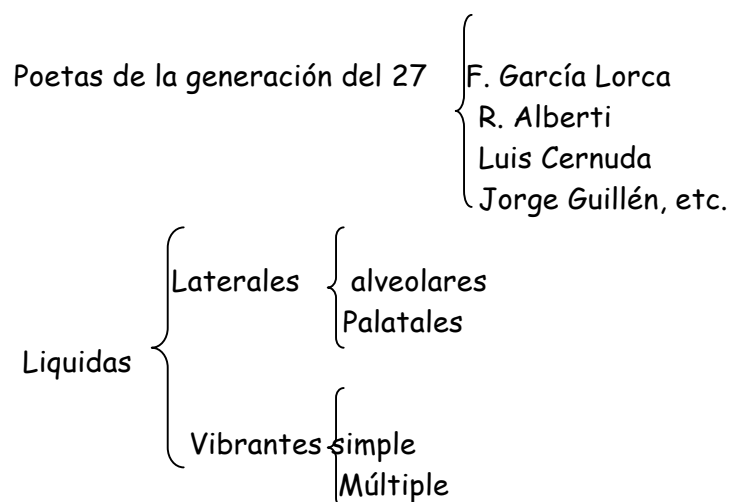 Poetas de la generación del 27 F. García Lorca
R. Alberti
Luis Cernuda
Jorge Guillén, etc.
Laterales alveolares
Palatales
Liquidas
Vibrantes simple
Múltiple